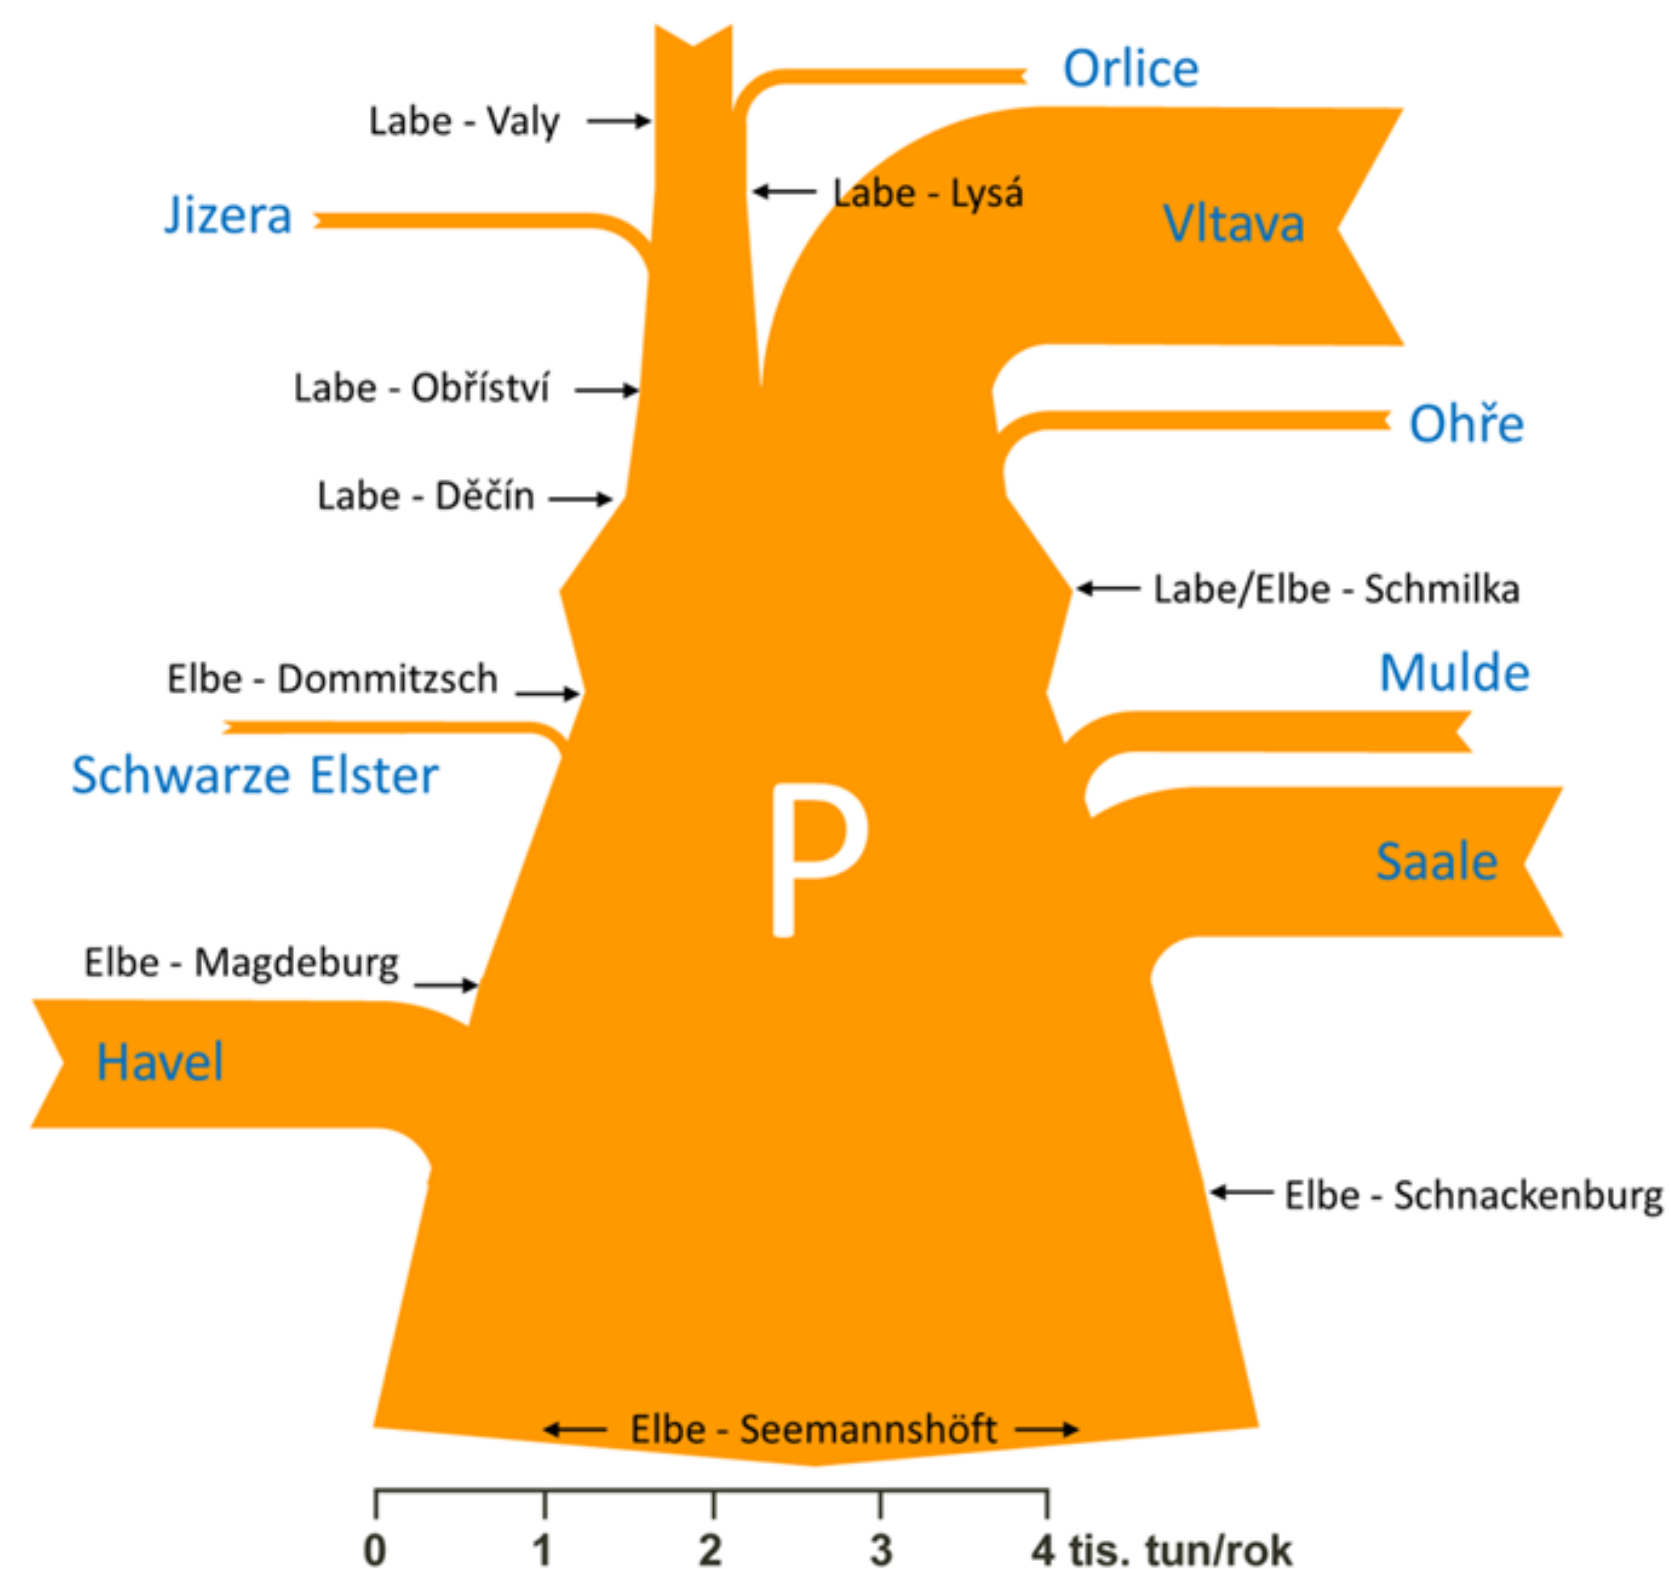 Orlice
Labe - Valy
Labe - Lysá
Jizera
Vltava
Labe - Obříství
Ohře
Labe - Děčín
Labe/Elbe - Schmilka
Elbe - Dommitzsch
Mulde
Schwarze Elster
P
Saale
Elbe - Magdeburg
Havel
Elbe - Schnackenburg
Elbe - Seemannshöft
0 1 2 3 4 tis. tun/rok